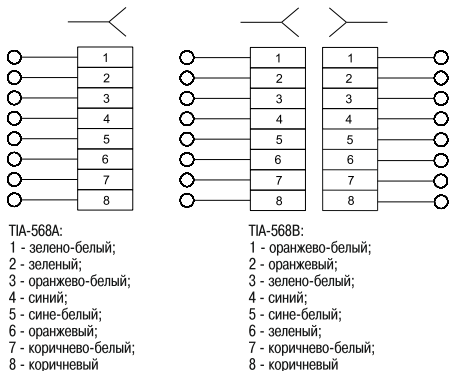 1 1 1
2 2 2
3 3 3
4 4 4
5 5 5
6 6 6
7 7 7
8 8 8
TIA-568A:
1 - зелено-белый;
2 - зеленый;
3 - оранжево-белый;
4 - синий;
5 - сине-белый;
6 - оранжевый;
7 - коричнево-белый;
8 - коричневый
TIA-568B:
1 - оранжево-белый;
2 - оранжевый;
3 - зелено-белый;
4 - синий;
5 - сине-белый;
6 - зеленый;
7 - коричнево-белый;
8 - коричневый